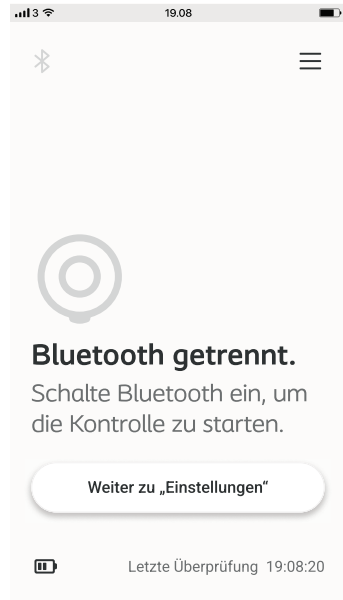 3 19.08
Bluetooth getrennt.
Schalte Bluetooth ein, um
die Kontrolle zu starten.
Weiter zu „Einstellungen“
Letzte Überprüfung 19:08:20